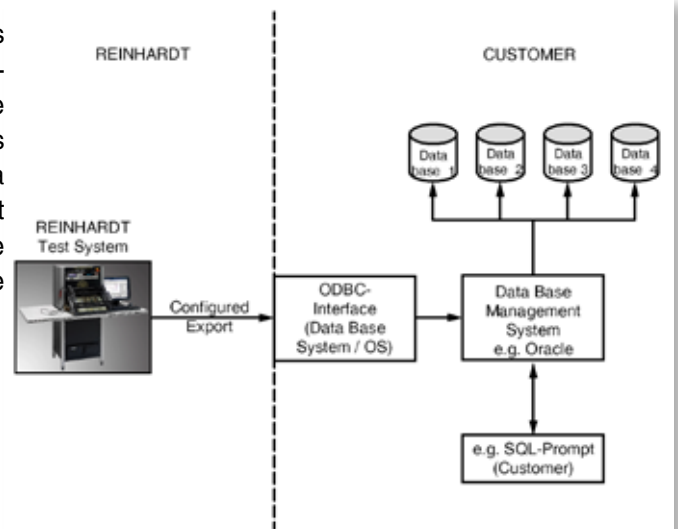 s
-
e
s
a
t
e
e
REINHARDT
CUSTOMER
Data
base 1
Data
base 2
Data
base 3
Data
base 4
REINHARDT
Test System
Configured
Export
ODBC-
Interface
(Data Base
System / OS)
Data Base
Management
System
e.g. Oracle
e.g. SQL-Prompt
(Customer)